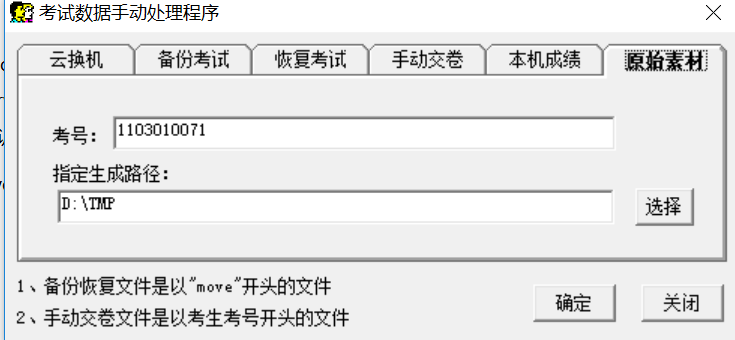 考试数据手动处理程序
云换机 备份考试 恢复考试 手动交卷 本机成绩 原始素材
考号： 1103010071
指定生成路径：
D:\TMP 选择
1、备份恢复文件是以"move"开头的文件
2、手动交卷文件是以考生考号开头的文件
确定 关闭